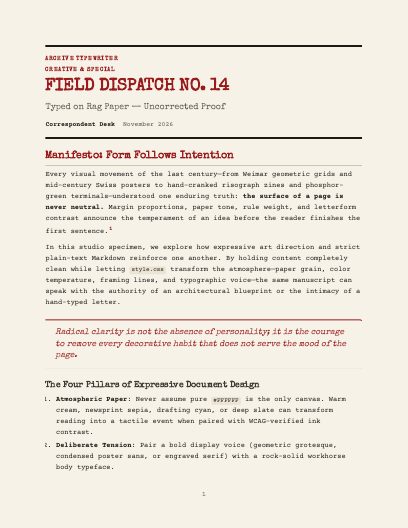 ARCHIVE TYPEWRITER
CREATIVE & SPECIAL
FIELD DISPATCH NO. 14
Typed on Rag Paper — Uncorrected Proof
Correspondent Desk November 2026
Manifesto: Form Follows Intention
Every visual movement of the last century—from Weimar geometric grids and
mid-century Swiss posters to hand-cranked risograph zines and phosphor-
green terminals—understood one enduring truth: the surface of a page is
never neutral. Margin proportions, paper tone, rule weight, and letterform
contrast announce the temperament of an idea before the reader finishes the
first sentence.1
In this studio specimen, we explore how expressive art direction and strict
plain-text Markdown reinforce one another. By holding content completely
clean while letting style.css transform the atmosphere—paper grain, color
temperature, framing lines, and typographic voice—the same manuscript can
speak with the authority of an architectural blueprint or the intimacy of a
hand-typed letter.
Radical clarity is not the absence of personality; it is the courage
to remove every decorative habit that does not serve the mood of the
page.
The Four Pillars of Expressive Document Design
1. Atmospheric Paper: Never assume pure #ffffff is the only canvas. Warm
cream, newsprint sepia, drafting cyan, or deep slate can transform
reading into a tactile event when paired with WCAG-verified ink
contrast.
2. Deliberate Tension: Pair a bold display voice (geometric grotesque,
condensed poster sans, or engraved serif) with a rock-solid workhorse
body typeface.
1